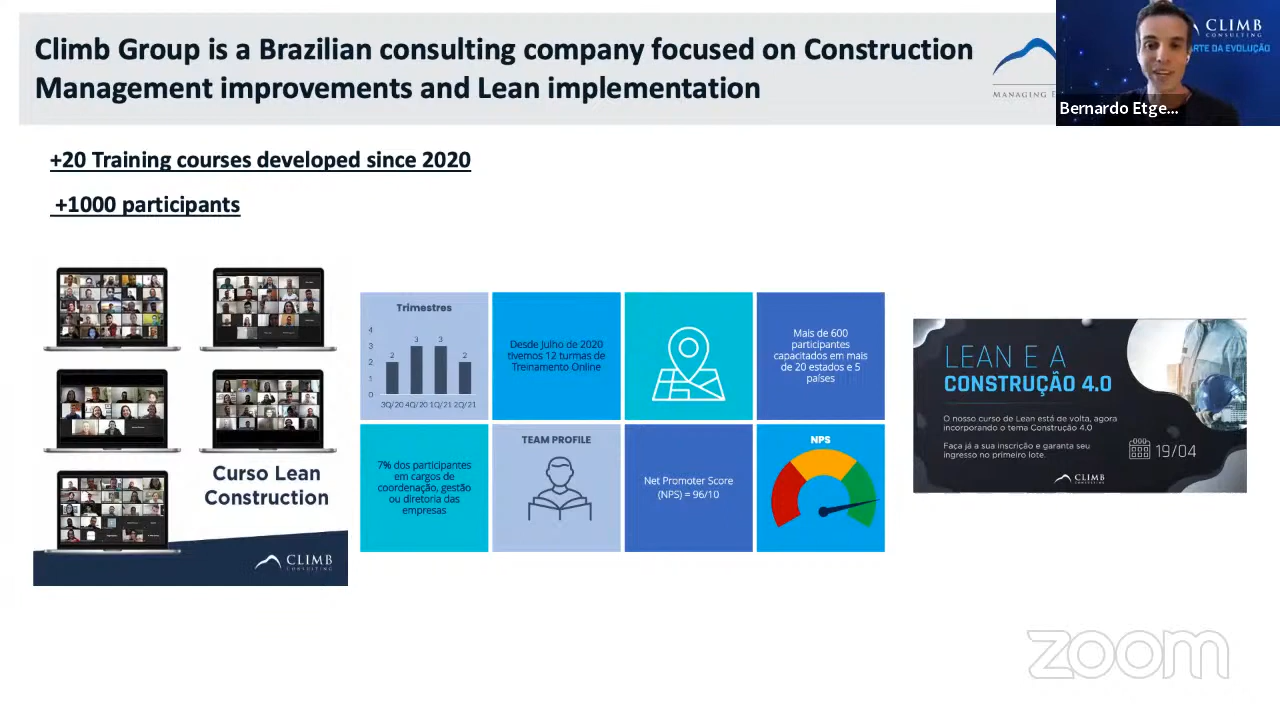 Climb Group is a Brazilian consulting company focused on Construction
Management improvements and Lean implementation
MANAGING
CLIMB
CONSULTING
ARTE DA EVOLUÇÃO
Bernardo Etge...
+20 Training courses developed since 2020
+1000 participants
Curso Lean
Construction
CLIMB
CONSULTING
Trimestres
4
3
2
1
0
2
3
3
2
3Q/20 4Q/20 1Q/21 2Q/21
Desde Julho de 2020
tivemos 12 turmas de
Treinamento Online
Mais de 600
participantes
capacitados em mais
de 20 estados e 5
países
7% dos participantes
em cargos de
coordenação, gestão
ou diretoria das
empresas
TEAM PROFILE
Net Promoter Score
(NPS) = 96/10
NPS
LEAN E A
CONSTRUÇÃO 4.0
O nosso curso de Lean está de volta, agora
incorporando o tema Construção 4.0
Faça já a sua inscrição e garanta seu
ingresso no primeiro lote.
19/04
CLIMB
CONSULTING
zoom